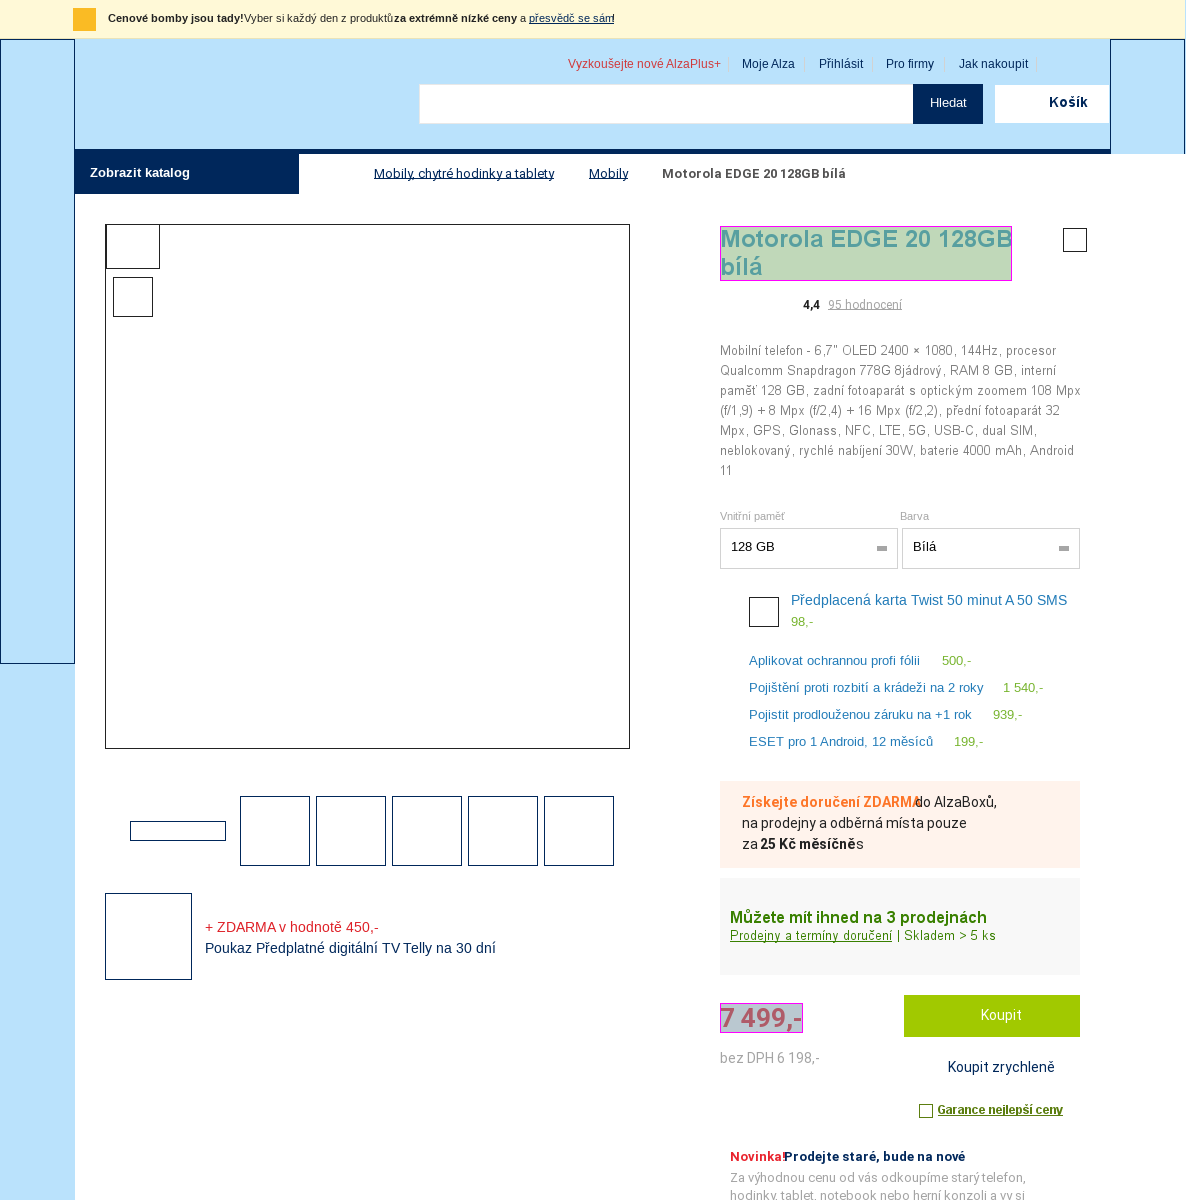 Cenové bomby jsou tady! Vyber si každý den z produktů za extrémně nízké ceny a přesvědč se sám!
Vyzkoušejte nové AlzaPlus+
Moje Alza
Přihlásit
Pro firmy
Jak nakoupit
Hledat
Košík
Zobrazit katalog
Mobily, chytré hodinky a tablety
Mobily
Motorola EDGE 20 128GB bílá
Motorola EDGE 20 128GB
bílá
4,4 95 hodnocení
Mobilní telefon - 6,7" OLED 2400 × 1080, 144Hz, procesor
Qualcomm Snapdragon 778G 8jádrový, RAM 8 GB, interní
paměť 128 GB, zadní fotoaparát s optickým zoomem 108 Mpx
(f/1,9) + 8 Mpx (f/2,4) + 16 Mpx (f/2,2), přední fotoaparát 32
Mpx, GPS, Glonass, NFC, LTE, 5G, USB-C, dual SIM,
neblokovaný, rychlé nabíjení 30W, baterie 4000 mAh, Android
11
Vnitřní paměť
Barva
128 GB
Bílá
Předplacená karta Twist 50 minut A 50 SMS
98,-
Aplikovat ochrannou profi fólii 500,-
Pojištění proti rozbití a krádeži na 2 roky 1 540,-
Pojistit prodlouženou záruku na +1 rok 939,-
ESET pro 1 Android, 12 měsíců 199,-
Získejte doručení ZDARMA do AlzaBoxů,
na prodejny a odběrná místa pouze
za 25 Kč měsíčně s
+ ZDARMA v hodnotě 450,-
Poukaz Předplatné digitální TV Telly na 30 dní
Můžete mít ihned na 3 prodejnách
Prodejny a termíny doručení | Skladem > 5 ks
7 499,-
Koupit
bez DPH 6 198,-
Koupit zrychleně
Garance nejlepší ceny
Novinka! Prodejte staré, bude na nové
Za výhodnou cenu od vás odkoupíme starý telefon,
hodinky, tablet, notebook nebo herní konzoli a vy si